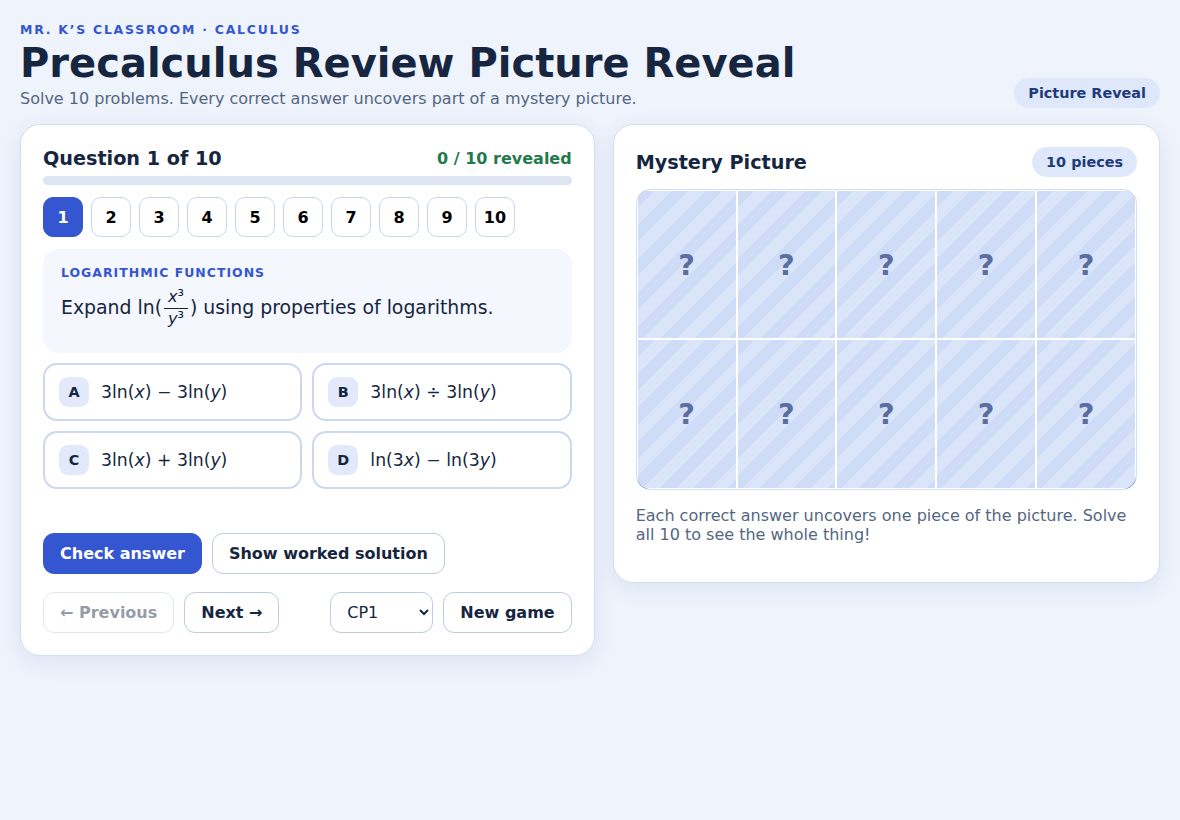 MR. K’S CLASSROOM · CALCULUS
Precalculus Review Picture Reveal
Solve 10 problems. Every correct answer uncovers part of a mystery picture.
Picture Reveal
Question 1 of 10
0 / 10 revealed
1 2 3 4 5 6 7 8 9 10
LOGARITHMIC FUNCTIONS
Expand ln(x³/y³) using properties of logarithms.
A 3ln(x) − 3ln(y)
B 3ln(x) ÷ 3ln(y)
C 3ln(x) + 3ln(y)
D ln(3x) − ln(3y)
Check answer
Show worked solution
← Previous
Next →
CP1
New game
Mystery Picture
10 pieces
? ? ? ? ?
? ? ? ? ?
Each correct answer uncovers one piece of the picture. Solve
all 10 to see the whole thing!